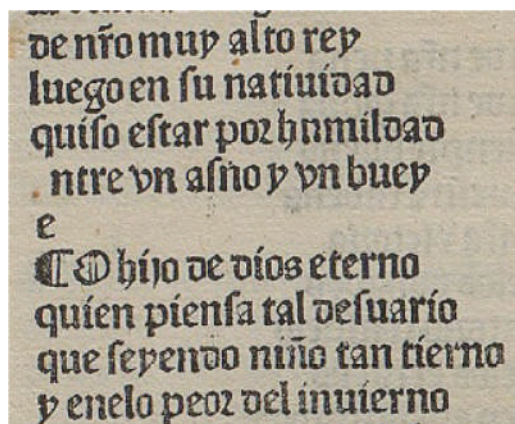 de nr̃o muy alto rey
luego en ſu natiuidad
quiſo eſtar por hnmildad
ntre vn aſno y vn buey
e
¶ O hijo de dios eterno
quien pienſa tal deſuario
que ſeyendo niño tan tierno
y enelo peor del inuierno